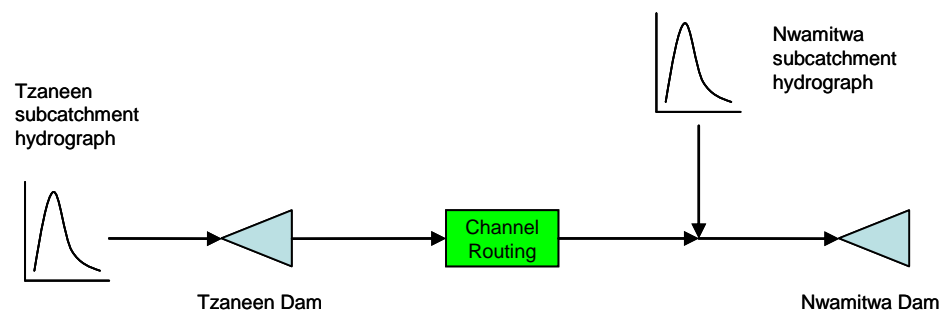 Tzaneen
subcatchment
hydrograph
Nwamitwa
subcatchment
hydrograph
Channel
Routing
Tzaneen Dam
Nwamitwa Dam